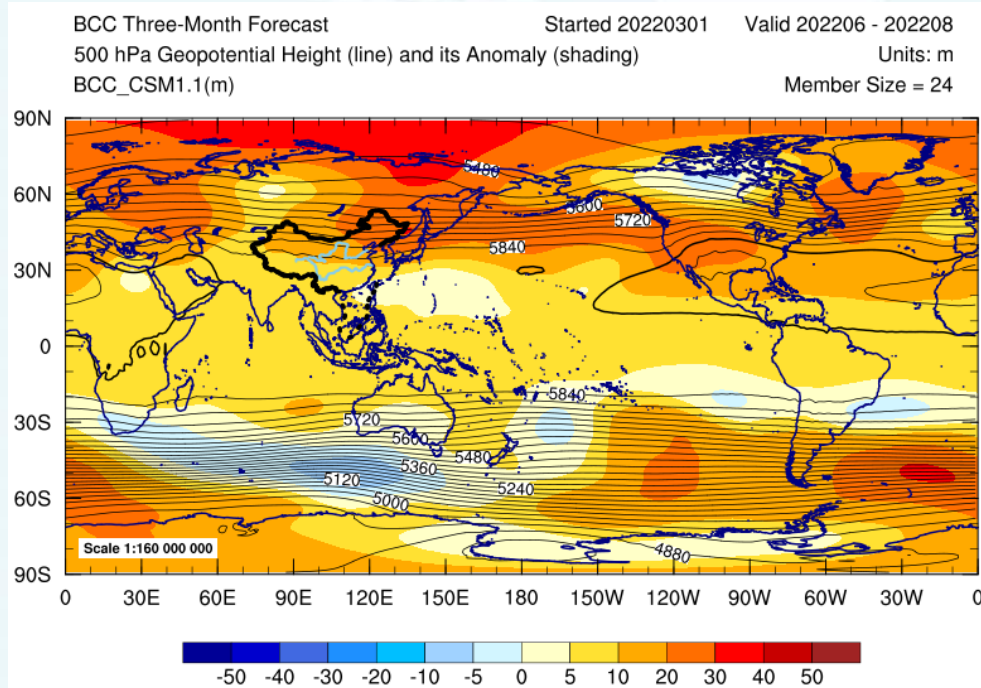 BCC Three-Month Forecast Started 20220301 Valid 202206 - 202208
500 hPa Geopotential Height (line) and its Anomaly (shading) Units: m
BCC_CSM1.1(m) Member Size = 24
90N
5480
60N
5600
5720
5840
30N
0
5840
30S
5720
5600
5480
5360
5120
5240
60S
5000
4880
Scale 1:160 000 000
90S
0 30E 60E 90E 120E 150E 180 150W 120W 90W 60W 30W 0
-50 -40 -30 -20 -10 -5 0 5 10 20 30 40 50